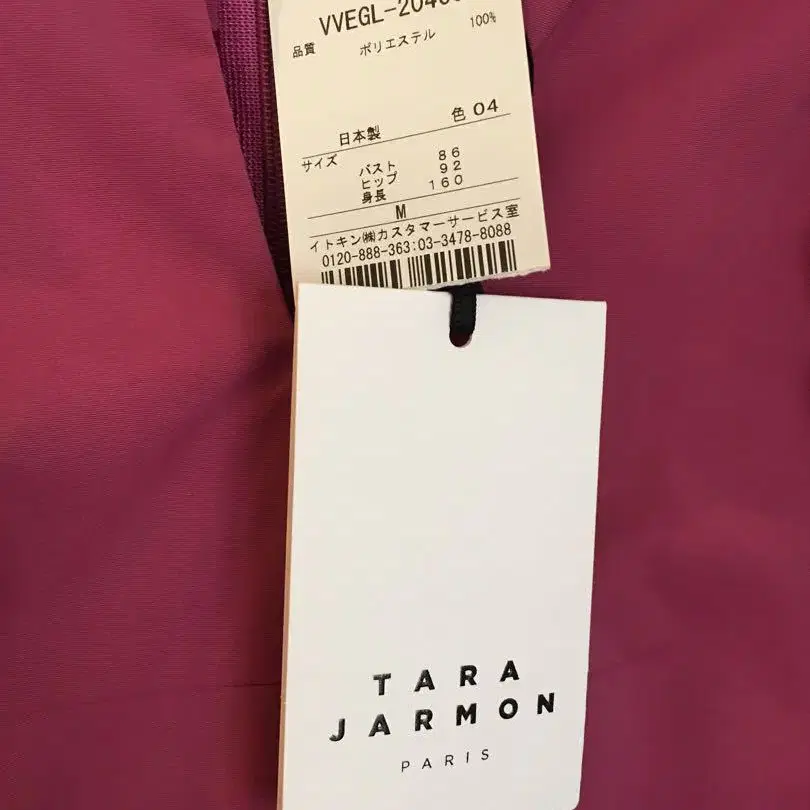 品質 ポリエステル 100%
色 04
日本製
サイズ
バスト 86
ヒップ 92
身長 160
M
イトキン㈱カスタマーサービス室
0120-888-363:03-3478-8088
TARA
JARMON
PARIS